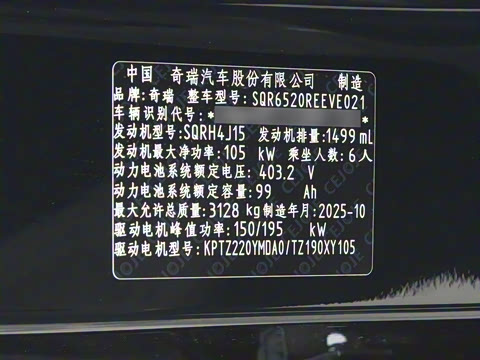 中国 奇瑞汽车股份有限公司 制造
品牌:奇瑞 整车型号:SQR6520REEVE021
车辆识别代号:* *
发动机型号:SQRH4J15 发动机排量:1499mL
发动机最大净功率:105 kW 乘坐人数:6人
动力电池系统额定电压:403.2 V
动力电池系统额定容量:99 Ah
最大允许总质量:3128 kg 制造年月:2025-10
驱动电机峰值功率:150/195 kW
驱动电机型号:KPTZ220YMDA0/TZ190XY105